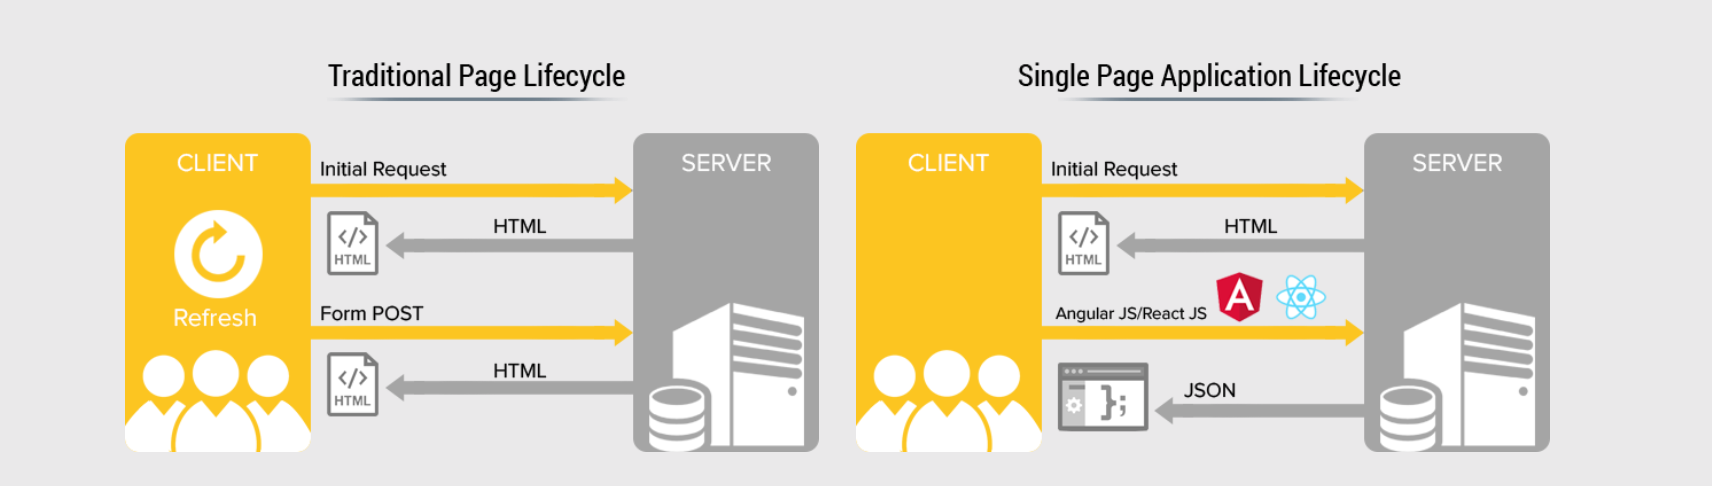 Traditional Page Lifecycle
CLIENT
Initial Request
SERVER
HTML
</>
HTML
Refresh
Form POST
HTML
</>
HTML
Single Page Application Lifecycle
CLIENT
Initial Request
SERVER
HTML
</>
HTML
Angular JS/React JS
A
JSON
};